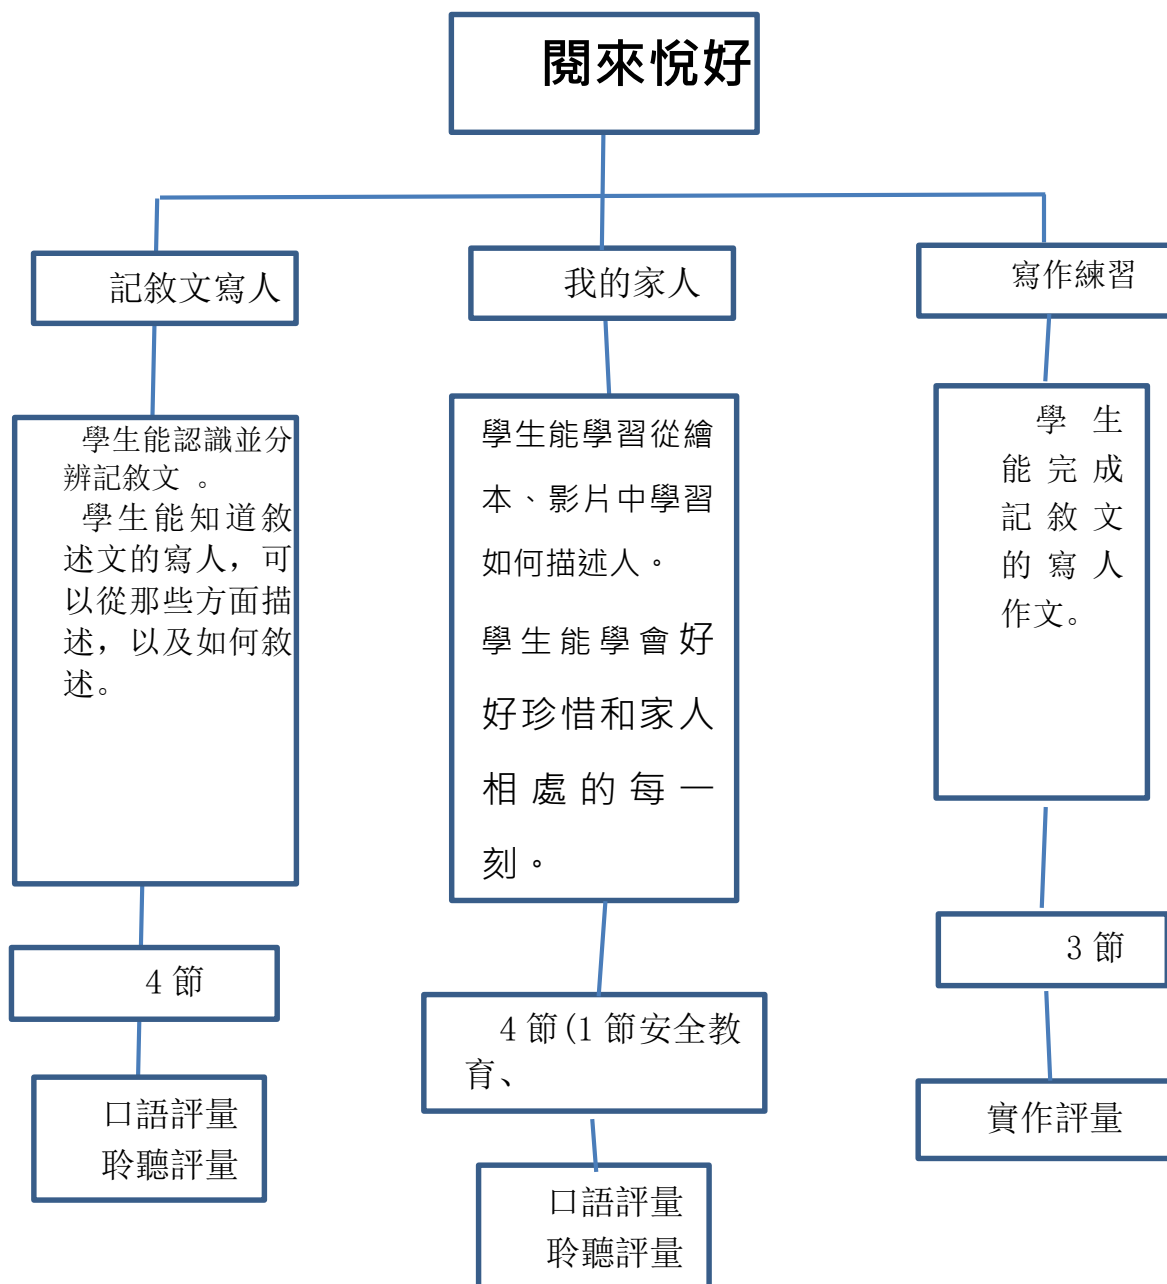 閱來悅好
記敘文寫人
我的家人
寫作練習
學生能認識並分
辨記敘文 。
學生能知道敘
述文的寫人，可
以從那些方面描
述，以及如何敘
述。
學生能學習從繪
本、影片中學習
如何描述人。
學生能學會好
好珍惜和家人
相處的每一
刻。
學生
能完成
記敘文
的寫人
作文。
4 節
4 節(1 節安全教
育、
3 節
口語評量
聆聽評量
口語評量
聆聽評量
實作評量